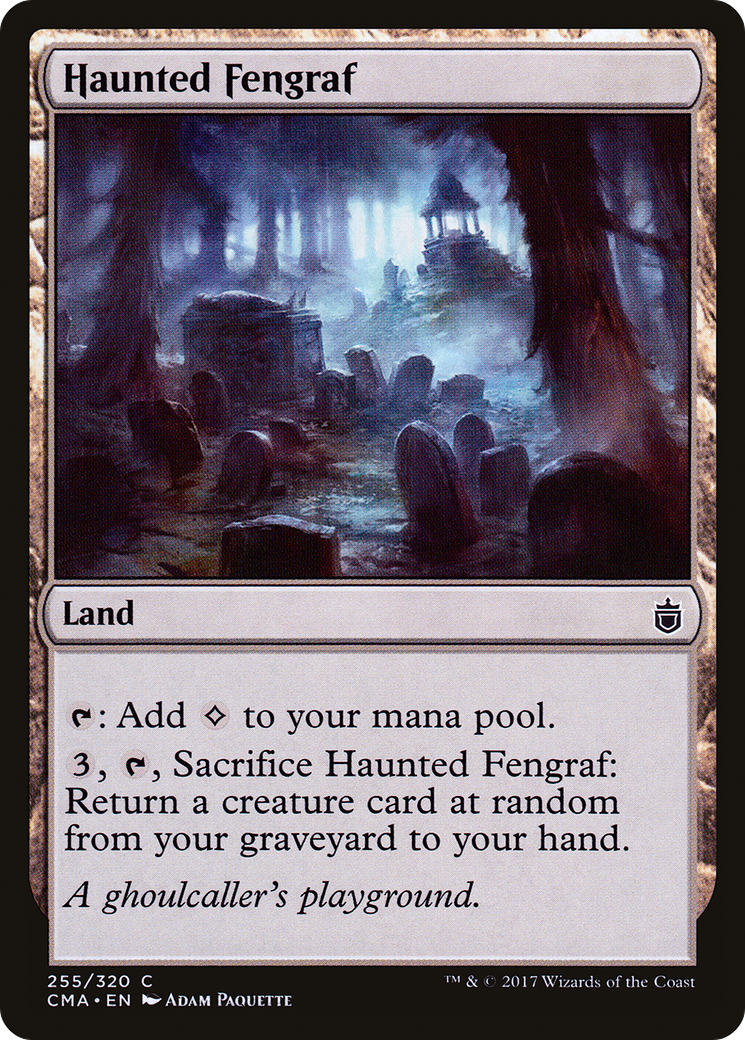 Haunted Fengraf
Land
: Add to your mana pool.
3, , Sacrifice Haunted Fengraf:
Return a creature card at random
from your graveyard to your hand.
A ghoulcaller's playground.
255/320 C
™ & © 2017 Wizards of the Coast
CMA • EN Adam Paquette